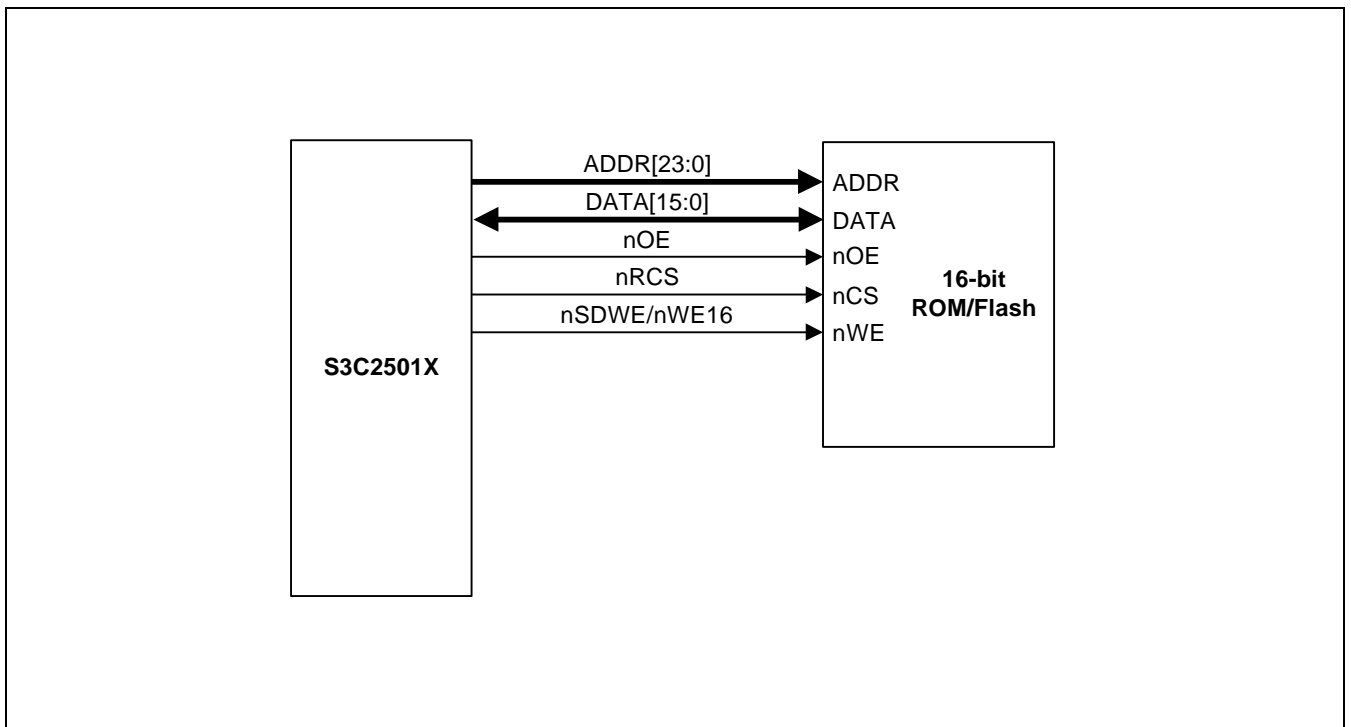 ADDR[23:0]
ADDR
DATA[15:0]
DATA
nOE
nOE
nRCS
nCS
nSDWE/nWE16
nWE
16-bit
ROM/Flash
S3C2501X